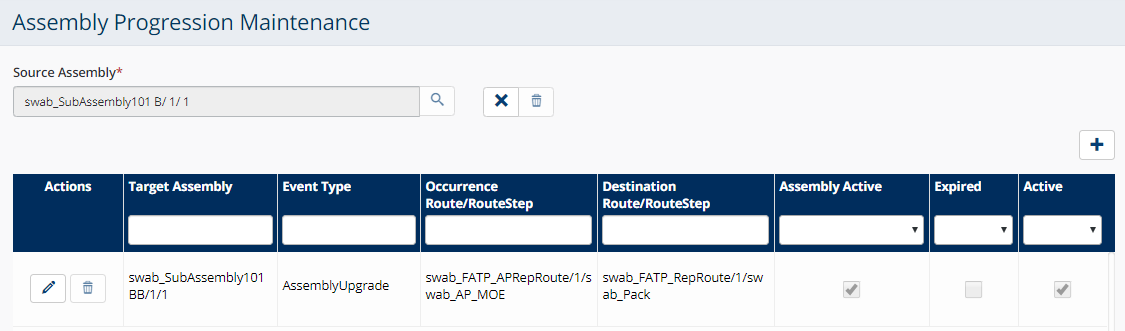 Assembly Progression Maintenance
Source Assembly*
swab_SubAssembly101 B/ 1/ 1
Actions Target Assembly Event Type Occurrence Route/RouteStep Destination Route/RouteStep Assembly Active Expired Active
swab_SubAssembly101 BB/1/1 AssemblyUpgrade swab_FATP_APRepRoute/1/swab_AP_MOE swab_FATP_RepRoute/1/swab_Pack